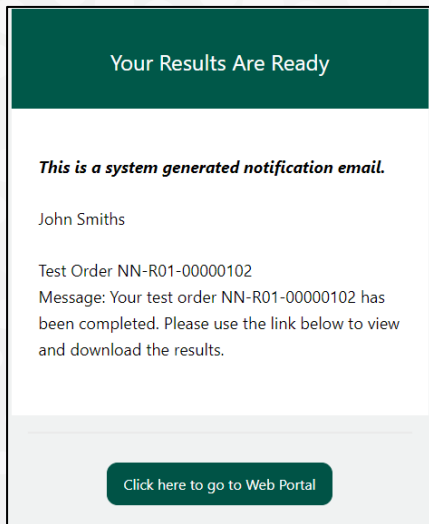 Your Results Are Ready
This is a system generated notification email.
John Smiths
Test Order NN-R01-00000102
Message: Your test order NN-R01-00000102 has
been completed. Please use the link below to view
and download the results.
Click here to go to Web Portal